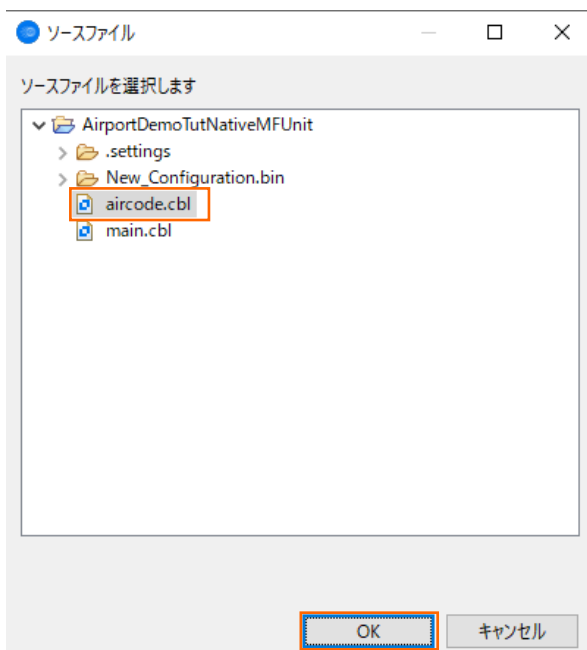 ソースファイル
ソースファイルを選択します
AirportDemoTutNativeMFUnit
.settings
New_Configuration.bin
aircode.cbl
main.cbl
OK
キャンセル